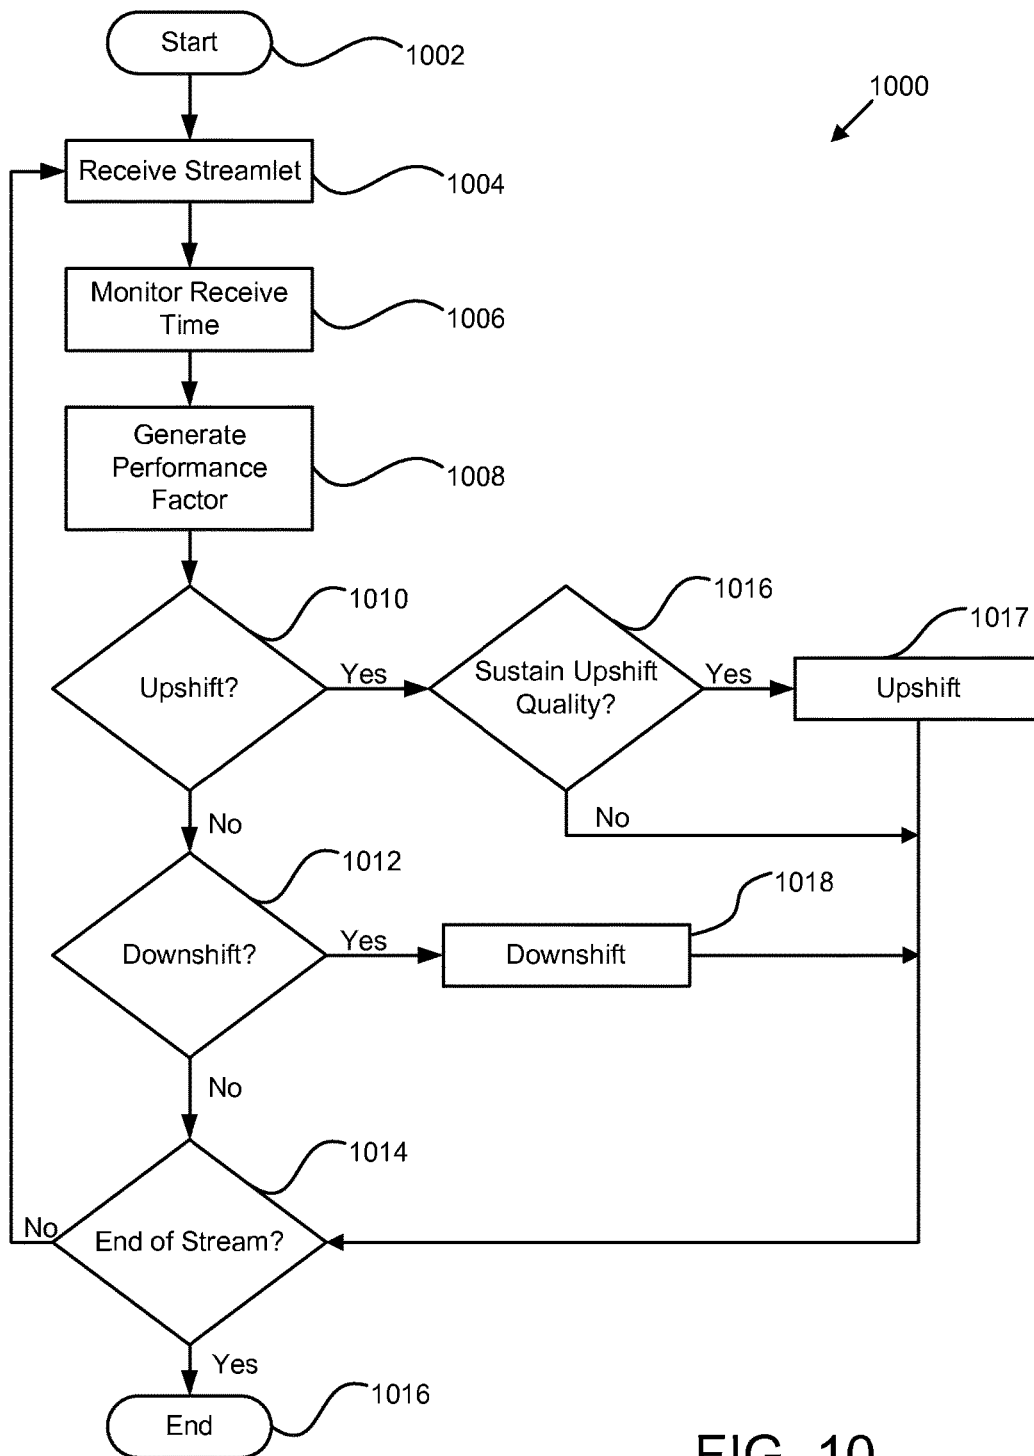 Start
1002
1000
Receive Streamlet
1004
Monitor Receive
Time
1006
Generate
Performance
Factor
1008
1010
1016
1017
Upshift?
Yes
Sustain Upshift
Quality?
Yes
Upshift
No
No
1012
1018
Downshift?
Yes
Downshift
No
1014
No
End of Stream?
Yes
End
1016
FIG. 10